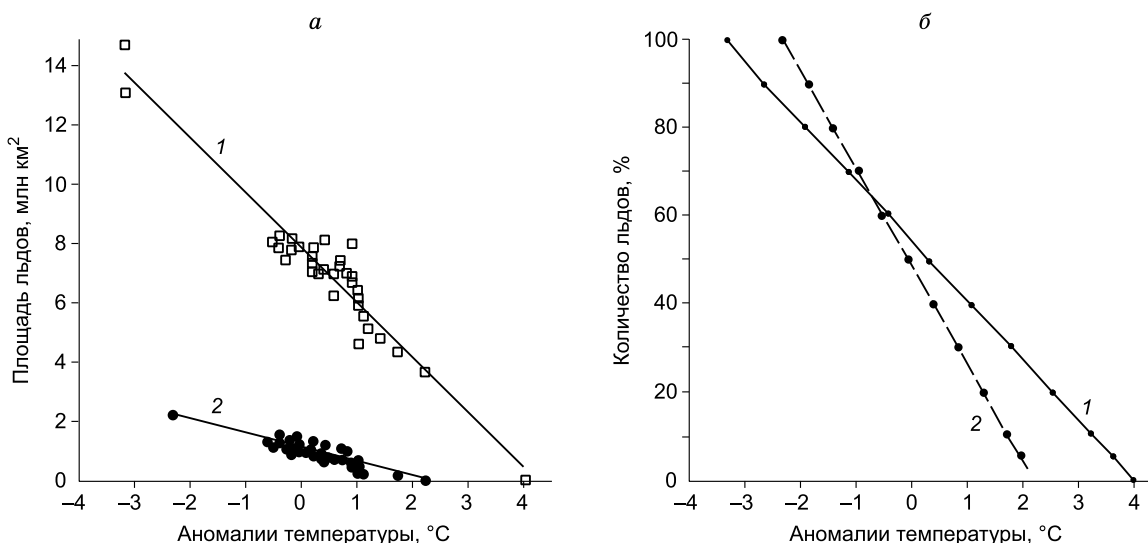 а
Площадь льдов, млн км2
14
12
10
8
6
4
2
0
1
2
–4 –3 –2 –1 0 1 2 3 4
Аномалии температуры, °С
б
Количество льдов, %
100
80
60
40
20
0
1
2
–4 –3 –2 –1 0 1 2 3 4
Аномалии температуры, °С